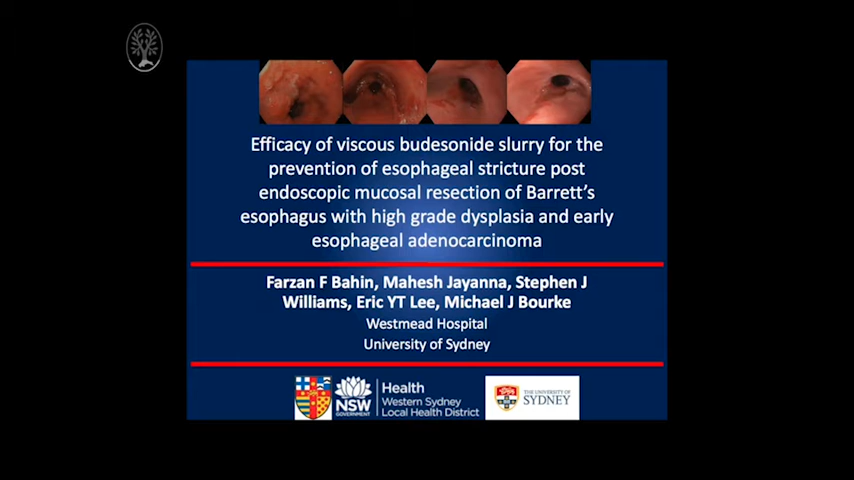 Efficacy of viscous budesonide slurry for the
prevention of esophageal stricture post
endoscopic mucosal resection of Barrett's
esophagus with high grade dysplasia and early
esophageal adenocarcinoma
Farzan F Bahin, Mahesh Jayanna, Stephen J
Williams, Eric YT Lee, Michael J Bourke
Westmead Hospital
University of Sydney
NSW
GOVERNMENT
Health
Western Sydney
Local Health District
THE UNIVERSITY OF
SYDNEY